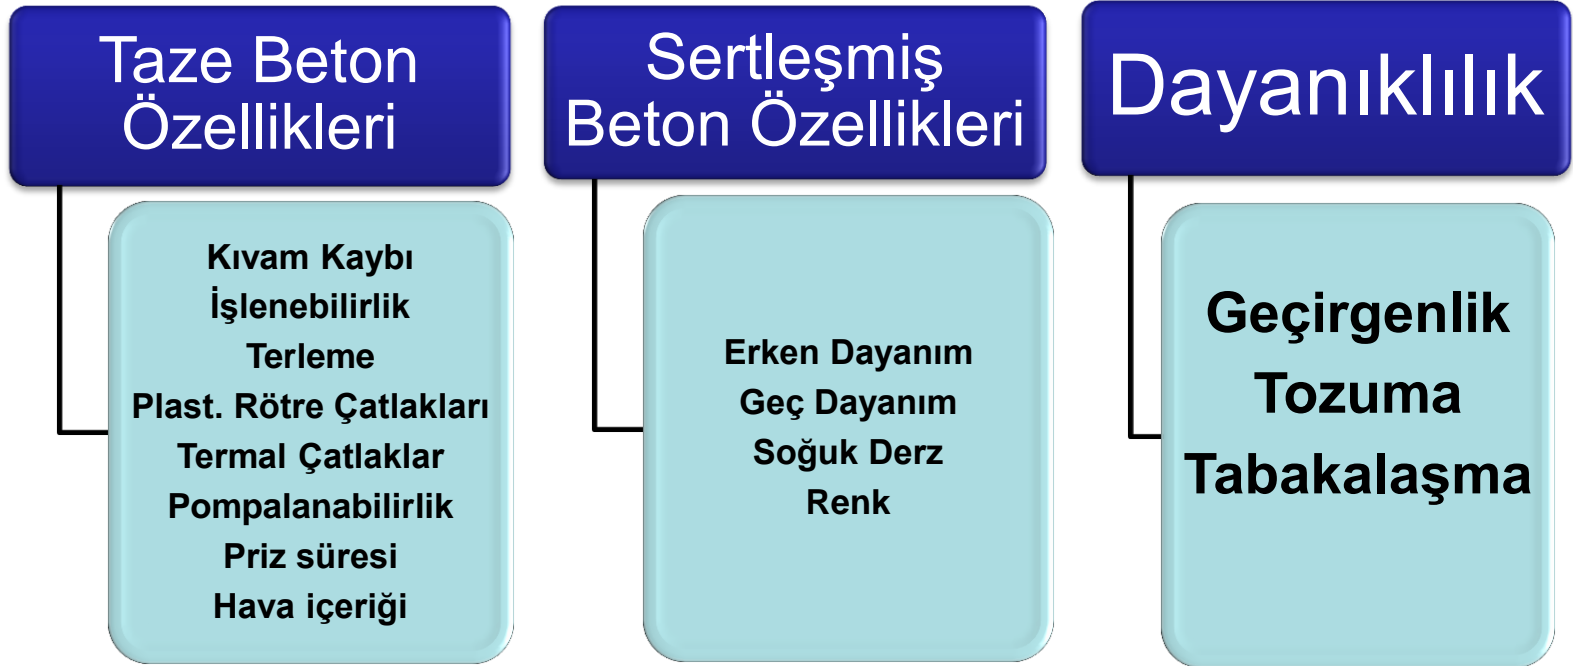 Taze Beton
Özellikleri
Kıvam Kaybı
İşlenebilirlik
Terleme
Plast. Rötre Çatlakları
Termal Çatlaklar
Pompalanabilirlik
Priz süresi
Hava içeriği
Sertleşmiş
Beton Özellikleri
Erken Dayanım
Geç Dayanım
Soğuk Derz
Renk
Dayanıklılık
Geçirgenlik
Tozuma
Tabakalaşma